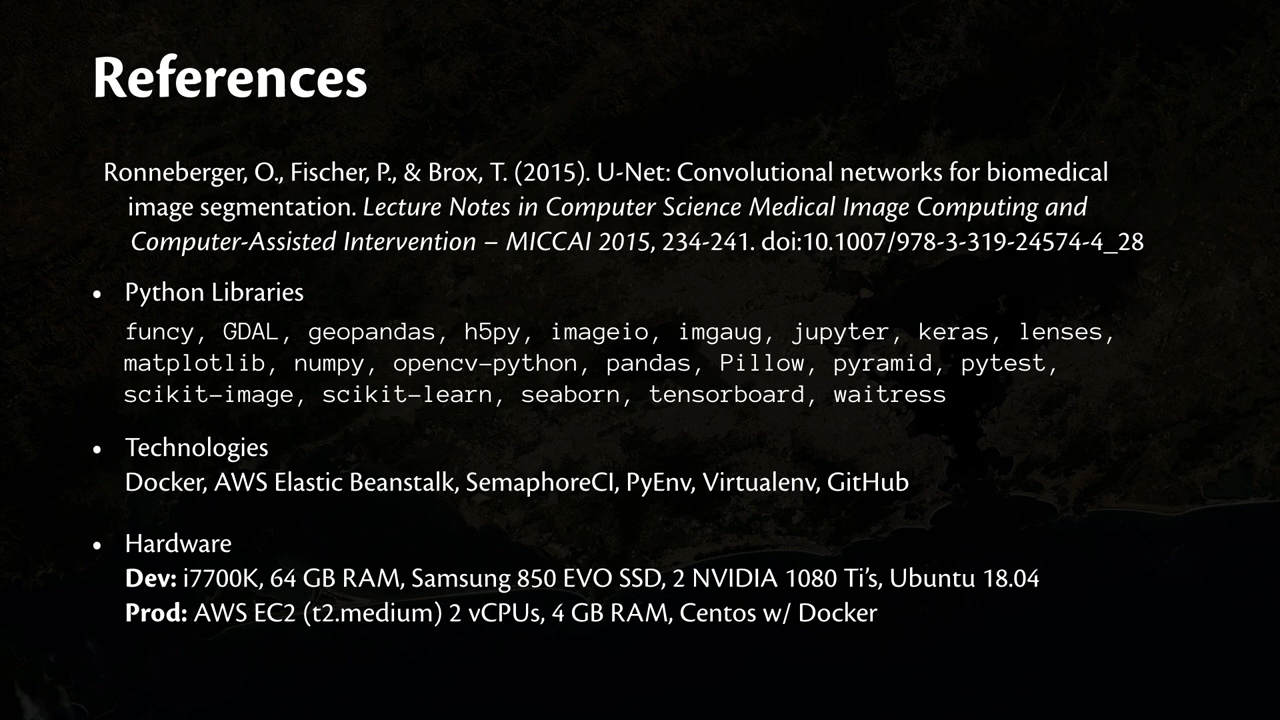 References
Ronneberger, O., Fischer, P., & Brox, T. (2015). U-Net: Convolutional networks for biomedical
image segmentation. Lecture Notes in Computer Science Medical Image Computing and
Computer-Assisted Intervention – MICCAI 2015, 234-241. doi:10.1007/978-3-319-24574-4_28
• Python Libraries
funcy, GDAL, geopandas, h5py, imageio, imgaug, jupyter, keras, lenses,
matplotlib, numpy, opencv-python, pandas, Pillow, pyramid, pytest,
scikit-image, scikit-learn, seaborn, tensorboard, waitress
• Technologies
Docker, AWS Elastic Beanstalk, SemaphoreCI, PyEnv, Virtualenv, GitHub
• Hardware
Dev: i7700K, 64 GB RAM, Samsung 850 EVO SSD, 2 NVIDIA 1080 Ti’s, Ubuntu 18.04
Prod: AWS EC2 (t2.medium) 2 vCPUs, 4 GB RAM, Centos w/ Docker